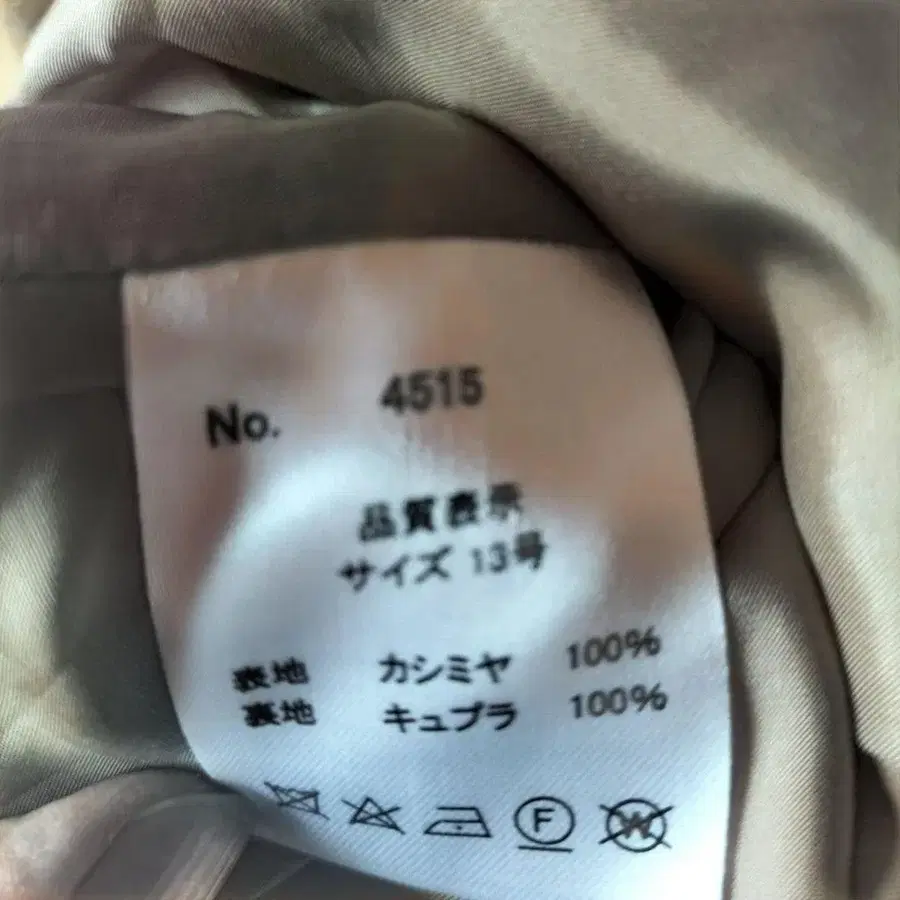 No. 4515
品質表示
サイズ 13号
表地 カシミヤ 100%
裏地 キュプラ 100%
F W